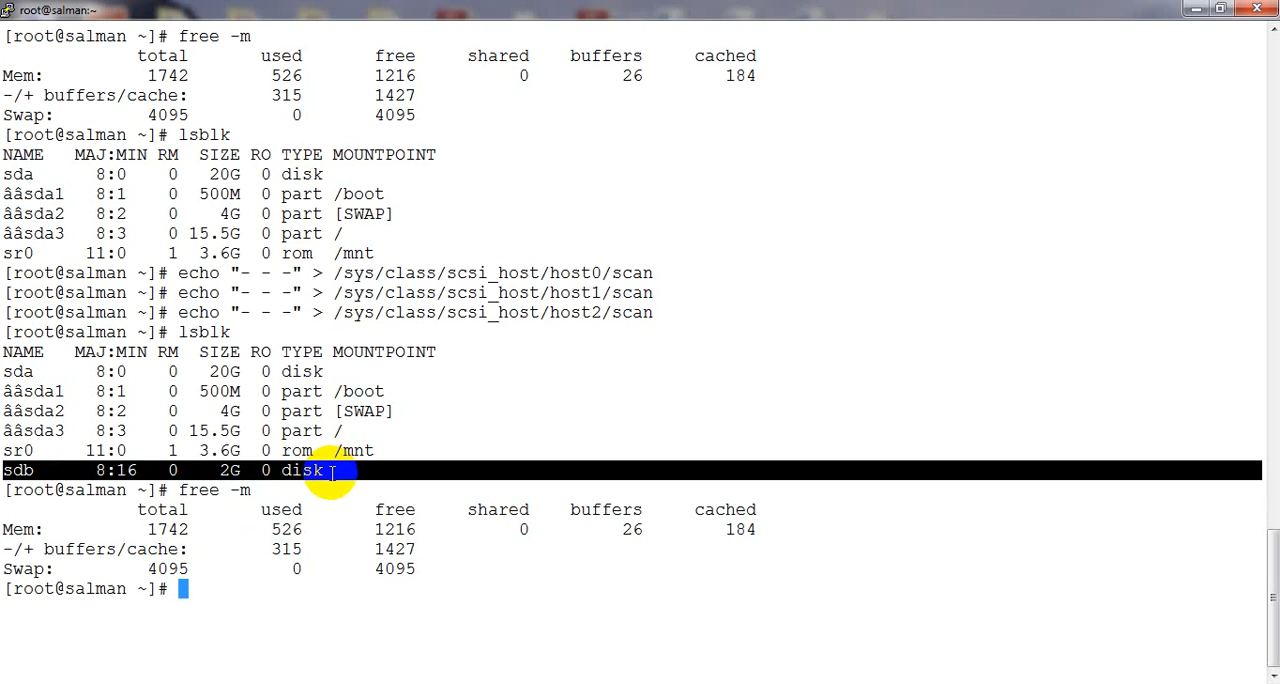 root@salman:~
[root@salman ~]# free -m
total used free shared buffers cached
Mem: 1742 526 1216 0 26 184
-/+ buffers/cache: 315 1427
Swap: 4095 0 4095
[root@salman ~]# lsblk
NAME MAJ:MIN RM SIZE RO TYPE MOUNTPOINT
sda 8:0 0 20G 0 disk
ââsda1 8:1 0 500M 0 part /boot
ââsda2 8:2 0 4G 0 part [SWAP]
ââsda3 8:3 0 15.5G 0 part /
sr0 11:0 1 3.6G 0 rom /mnt
[root@salman ~]# echo "- - -" > /sys/class/scsi_host/host0/scan
[root@salman ~]# echo "- - -" > /sys/class/scsi_host/host1/scan
[root@salman ~]# echo "- - -" > /sys/class/scsi_host/host2/scan
[root@salman ~]# lsblk
NAME MAJ:MIN RM SIZE RO TYPE MOUNTPOINT
sda 8:0 0 20G 0 disk
ââsda1 8:1 0 500M 0 part /boot
ââsda2 8:2 0 4G 0 part [SWAP]
ââsda3 8:3 0 15.5G 0 part /
sr0 11:0 1 3.6G 0 rom /mnt
sdb 8:16 0 2G 0 disk
[root@salman ~]# free -m
total used free shared buffers cached
Mem: 1742 526 1216 0 26 184
-/+ buffers/cache: 315 1427
Swap: 4095 0 4095
[root@salman ~]#